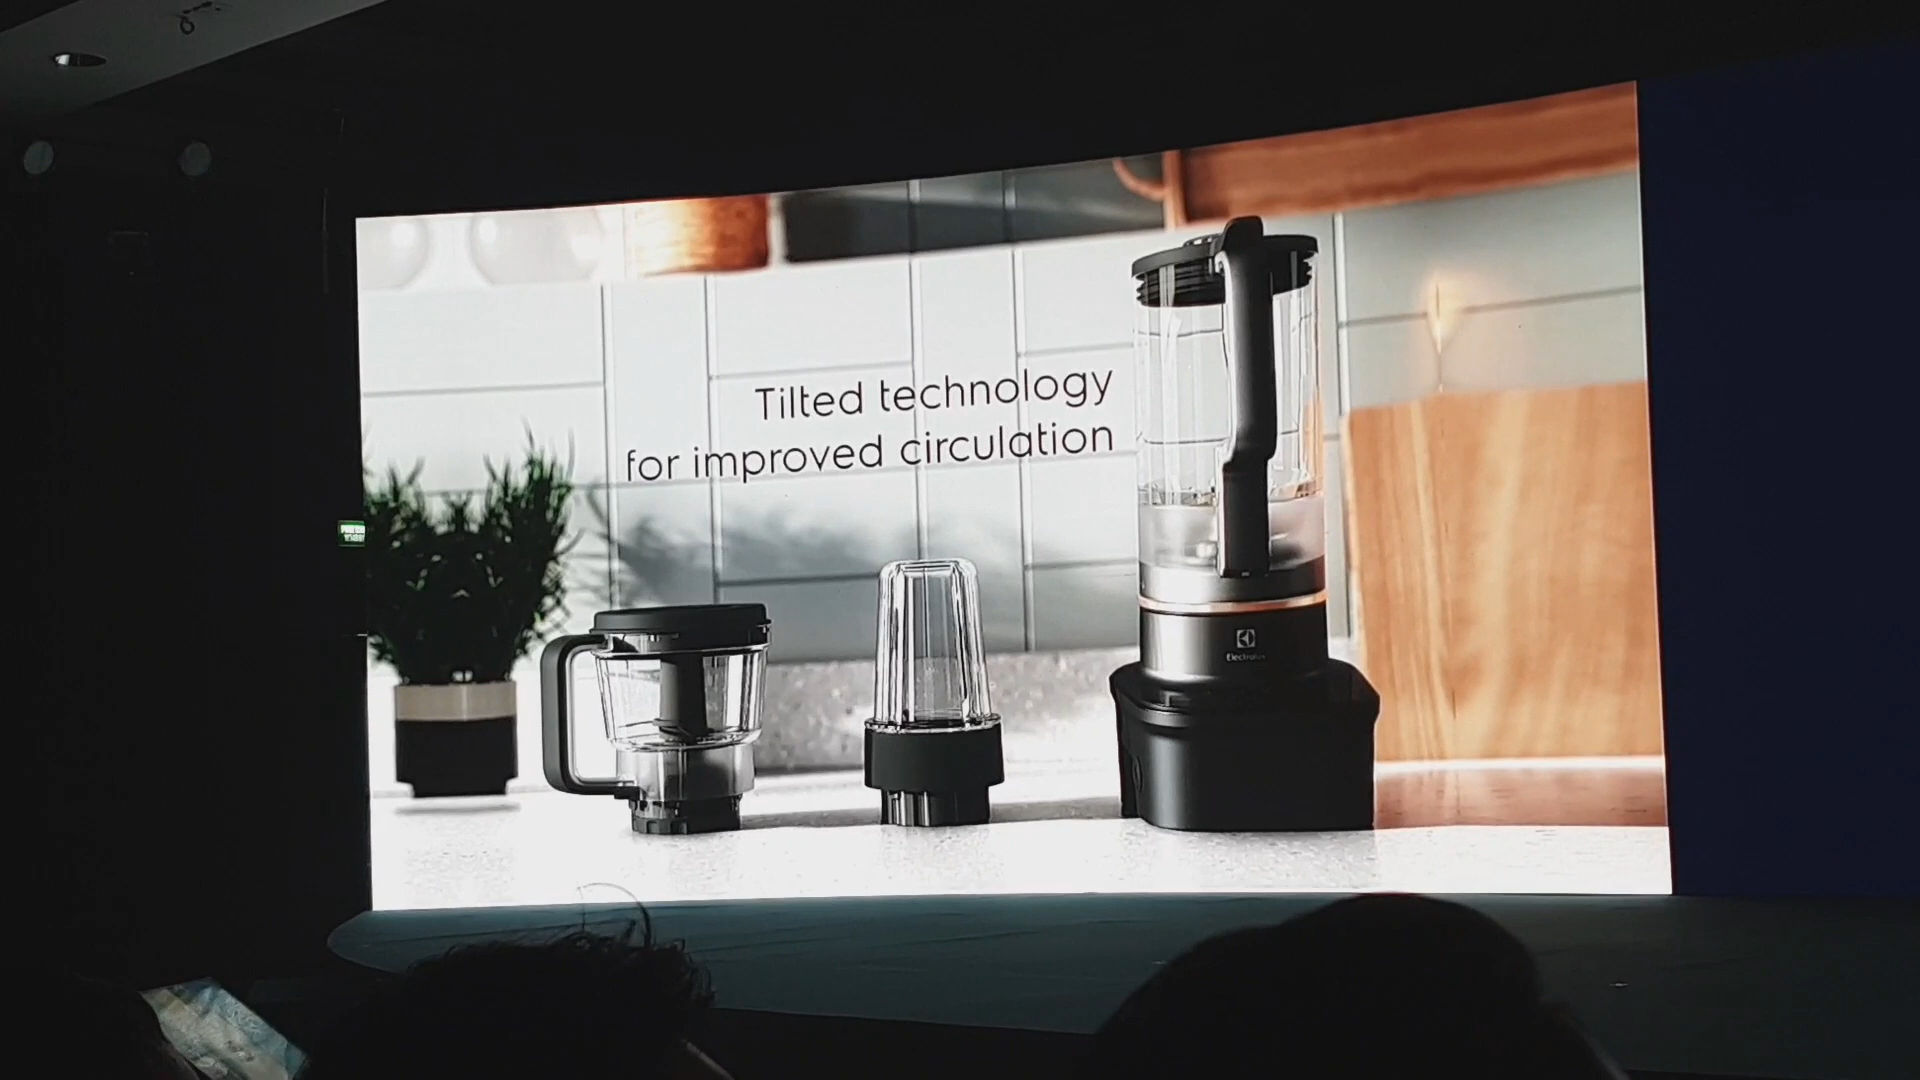 Tilted technology
for improved circulation
Electrolux